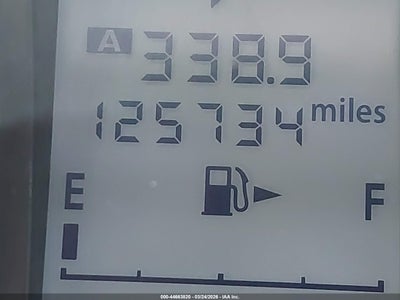 A 338.9
125734 miles
E F
000-44663820 - 03/24/2026 - IAA Inc.